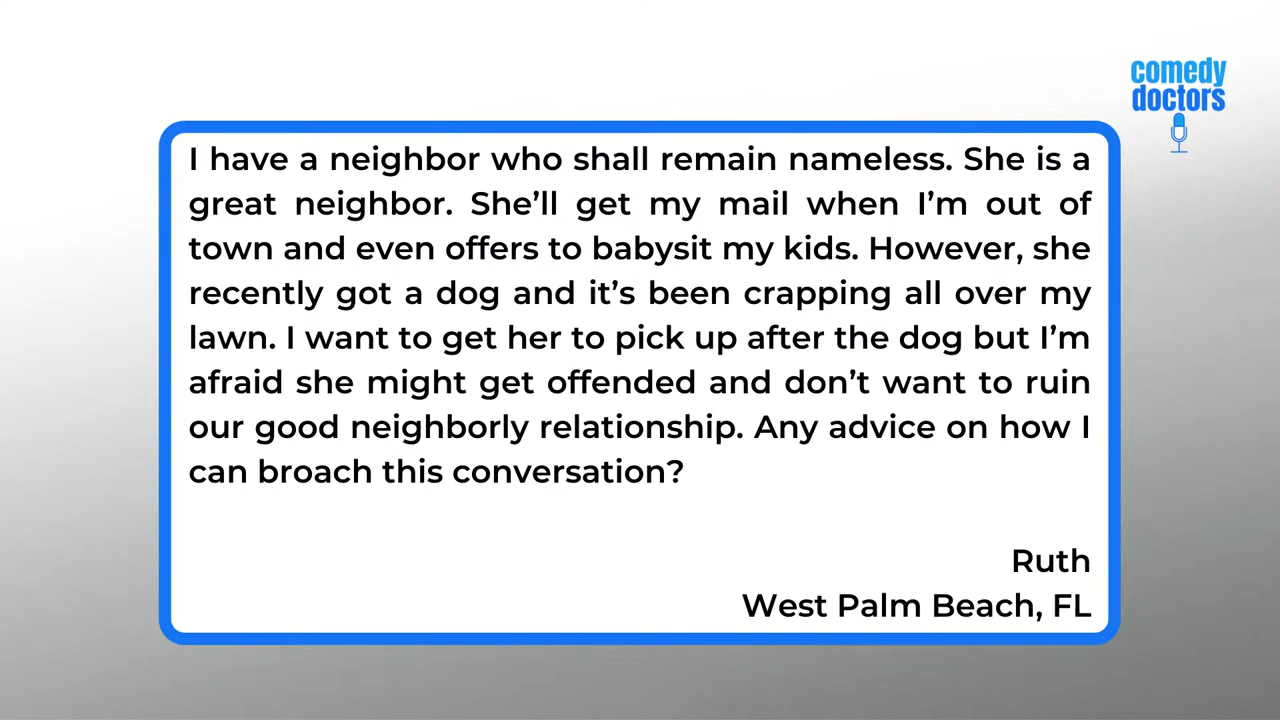 comedy
doctors
I have a neighbor who shall remain nameless. She is a
great neighbor. She’ll get my mail when I’m out of
town and even offers to babysit my kids. However, she
recently got a dog and it’s been crapping all over my
lawn. I want to get her to pick up after the dog but I’m
afraid she might get offended and don’t want to ruin
our good neighborly relationship. Any advice on how I
can broach this conversation?
Ruth
West Palm Beach, FL